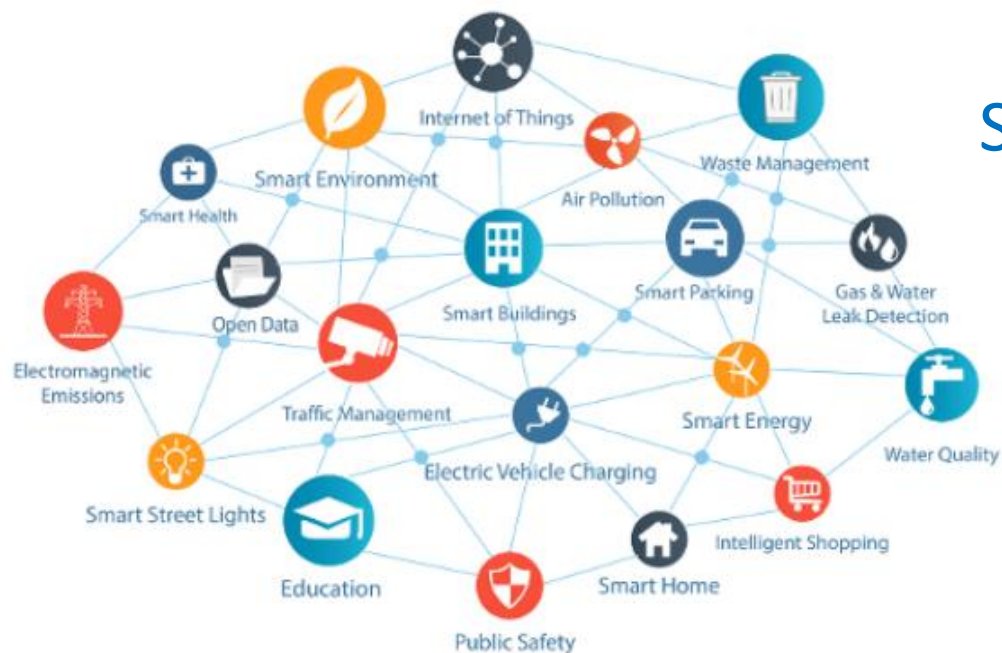 Internet of Things
S
Waste Management
Smart Environment
Air Pollution
Smart Health
Smart Parking
Gas & Water
Leak Detection
Smart Buildings
Open Data
Electromagnetic
Emissions
Traffic Management
Smart Energy
Water Quality
Electric Vehicle Charging
Smart Street Lights
Intelligent Shopping
Education
Smart Home
Public Safety